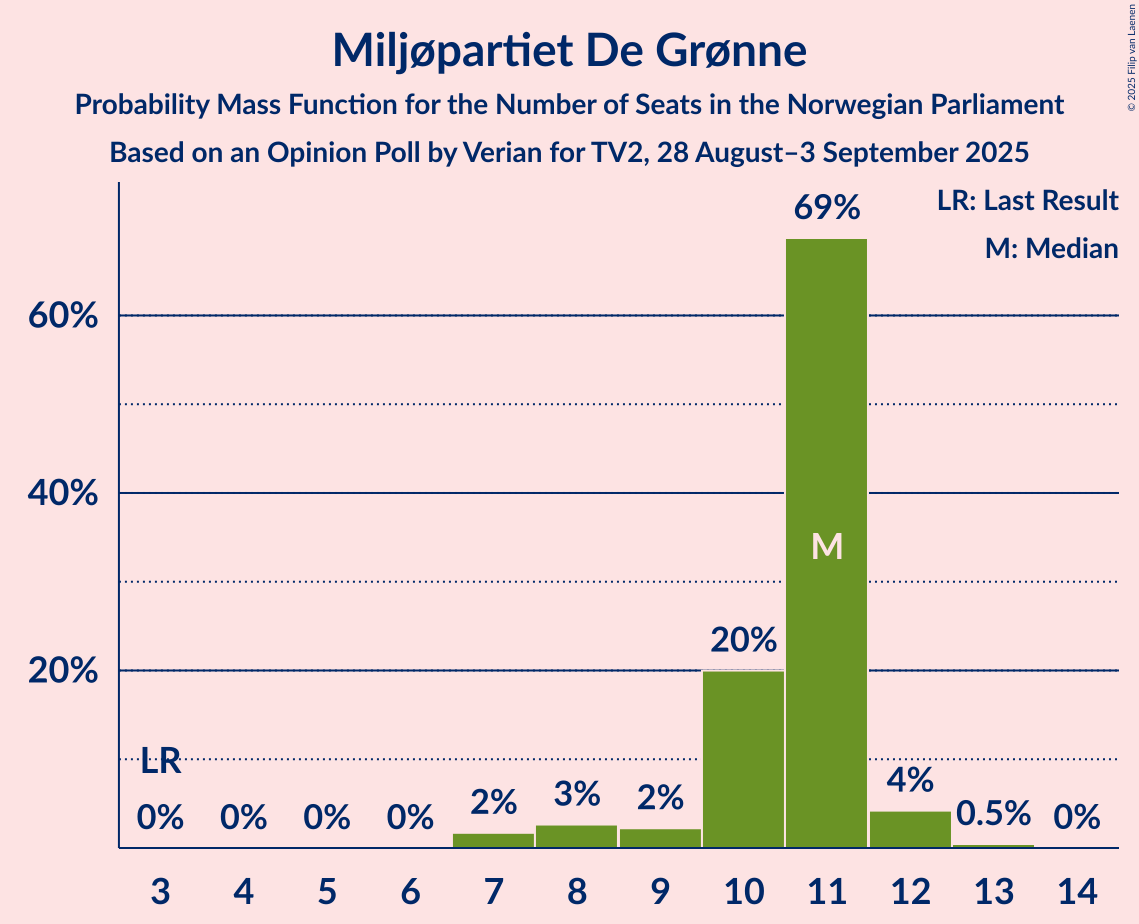 Miljøpartiet De Grønne
Probability Mass Function for the Number of Seats in the Norwegian Parliament
Based on an Opinion Poll by Verian for TV2, 28 August–3 September 2025
© 2025 Filip van Laenen
LR: Last Result
M: Median
69%
60%
40%
M
20%
20%
LR
0% 0% 0% 0% 2% 3% 2% 4% 0.5% 0%
3 4 5 6 7 8 9 10 11 12 13 14